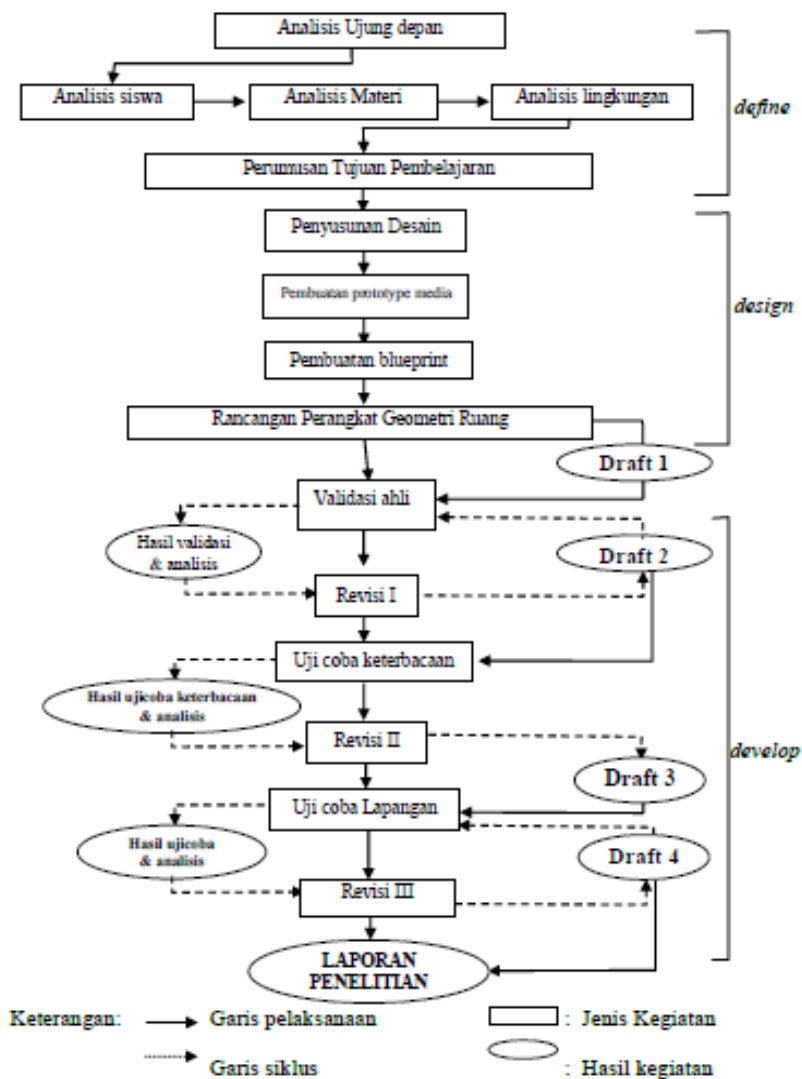 Analisis Ujung depan
Analisis siswa
Analisis Materi
Analisis lingkungan
define
Perumusan Tujuan Pembelajaran
Penyusunan Desain
Pembuatan prototype media
design
Pembuatan blueprint
Rancangan Perangkat Geometri Ruang
Draft 1
Validasi ahli
Hasil validasi
& analisis
Draft 2
Revisi I
Uji coba keterbacaan
Hasil ujicoba keterbacaan
& analisis
Revisi II
develop
Draft 3
Uji coba Lapangan
Hasil ujicoba
& analisis
Draft 4
Revisi III
LAPORAN
PENELITIAN
Keterangan: Garis pelaksanaan : Jenis Kegiatan
Garis siklus : Hasil kegiatan